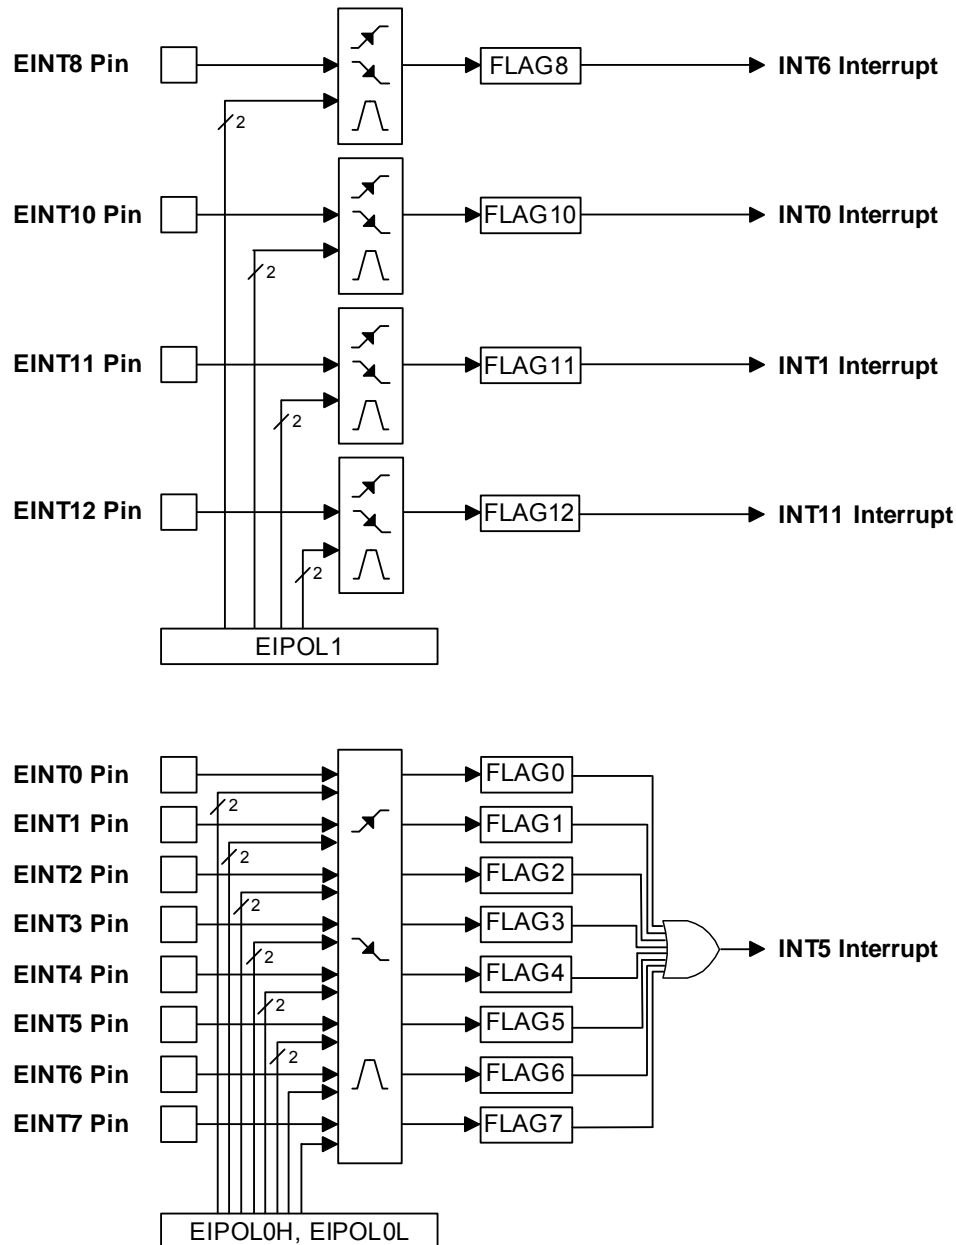 EINT8 Pin
FLAG8
INT6 Interrupt
2
EINT10 Pin
FLAG10
INT0 Interrupt
2
EINT11 Pin
FLAG11
INT1 Interrupt
2
EINT12 Pin
FLAG12
INT11 Interrupt
2
EIPOL1
EINT0 Pin
FLAG0
2
EINT1 Pin
FLAG1
2
EINT2 Pin
FLAG2
2
EINT3 Pin
FLAG3
INT5 Interrupt
2
EINT4 Pin
FLAG4
2
EINT5 Pin
FLAG5
2
EINT6 Pin
FLAG6
EINT7 Pin
FLAG7
EIPOL0H, EIPOL0L